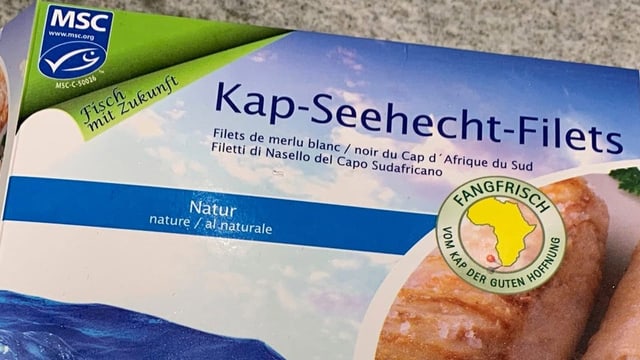 MSC
www.msc.org
MSC-C-50026
Fisch
mit Zukunft
Kap-Seehecht-Filets
Filets de merlu blanc / noir du Cap d´Afrique du Sud
Filetti di Nasello del Capo Sudafricano
Natur
nature / al naturale
FANGFRISCH
VOM KAP DER GUTEN HOFFNUNG